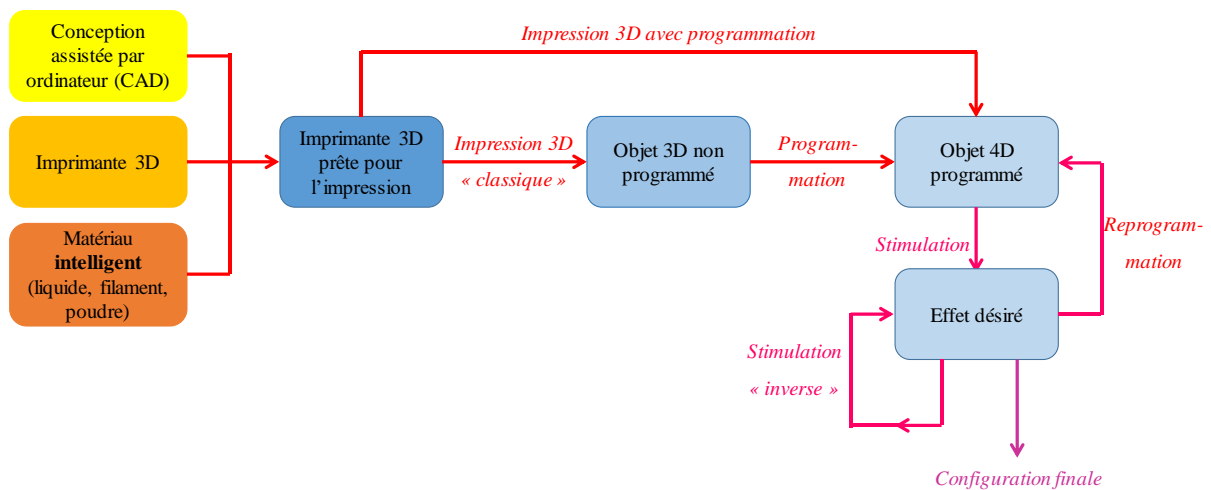 Conception
assistée par
ordinateur (CAD)
Imprimante 3D
Matériau
intelligent
(liquide, filament,
poudre)
Imprimante 3D
prête pour
l'impression
Impression 3D avec programmation
Impression 3D
« classique »
Objet 3D non
programmé
Program-
mation
Objet 4D
programmé
Stimulation
Reprogram-
mation
Effet désiré
Stimulation
« inverse »
Configuration finale